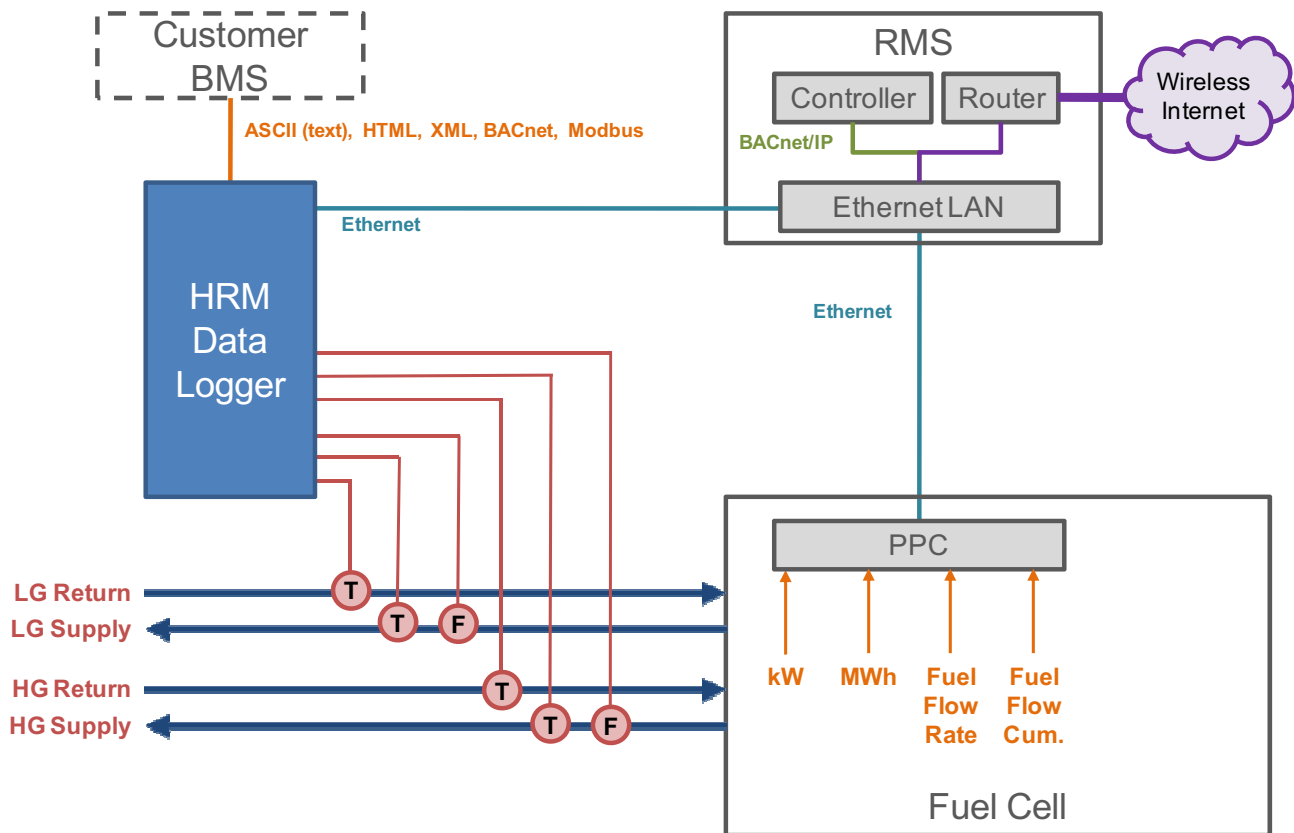 Customer
BMS
ASCII (text), HTML, XML, BACnet, Modbus
RMS
Controller
Router
Wireless
Internet
BACnet/IP
Ethernet LAN
Ethernet
HRM
Data
Logger
Ethernet
PPC
LG Return
T
LG Supply
T
F
HG Return
T
HG Supply
T
F
kW
MWh
Fuel
Flow
Rate
Fuel
Flow
Cum.
Fuel Cell